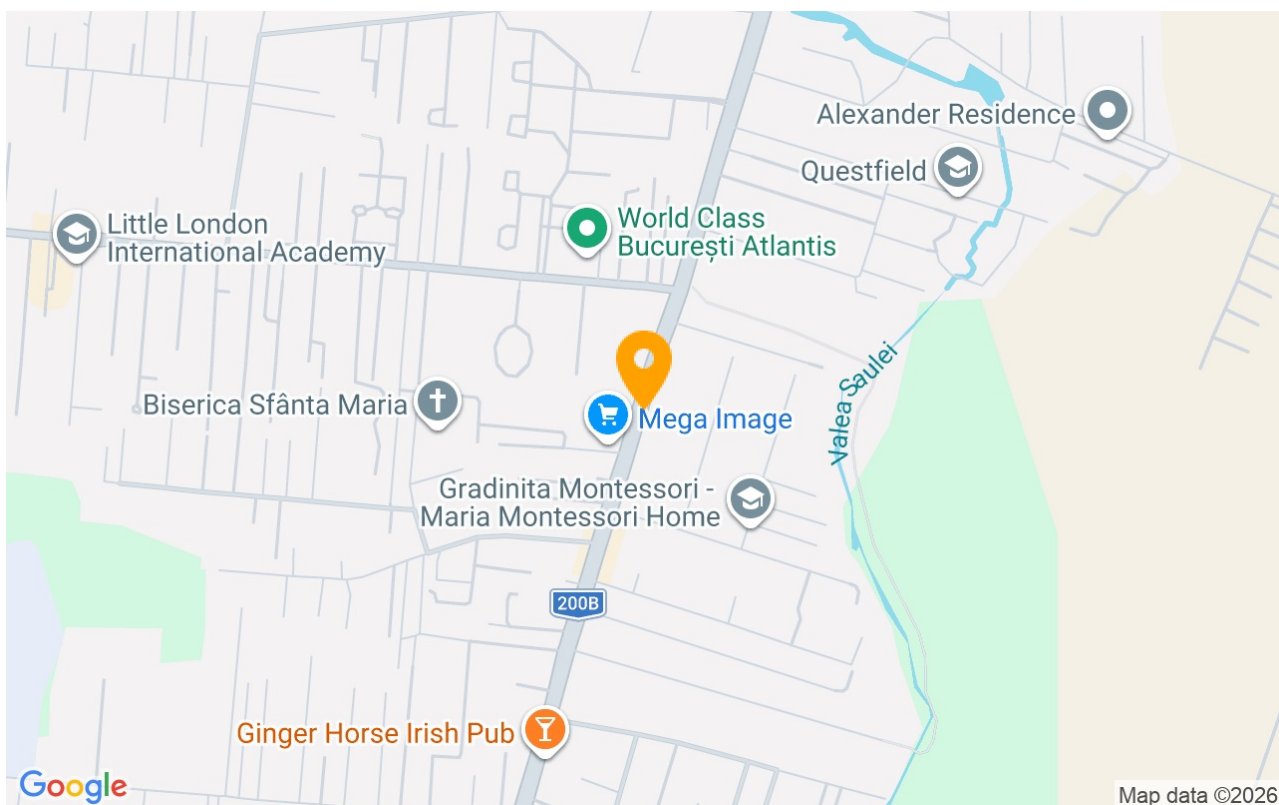 Alexander Residence
Questfield
World Class
București Atlantis
Little London
International Academy
Valea Saulei
Biserica Sfânta Maria
Mega Image
Gradinita Montessori -
Maria Montessori Home
200B
Ginger Horse Irish Pub
Google
Map data ©2026